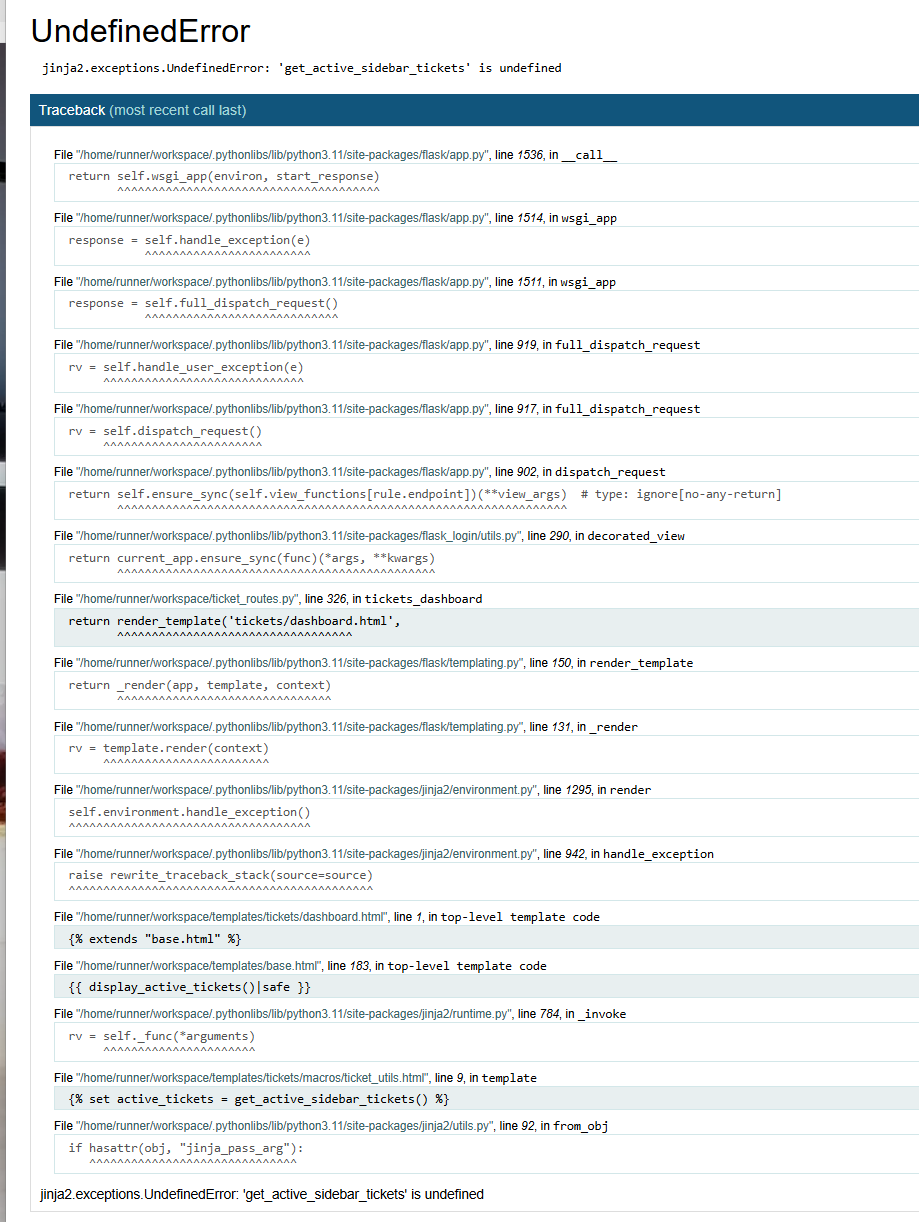 UndefinedError
jinja2.exceptions.UndefinedError: 'get_active_sidebar_tickets' is undefined
Traceback (most recent call last)
File "/home/runner/workspace/.pythonlibs/lib/python3.11/site-packages/flask/app.py", line 1536, in __call__
return self.wsgi_app(environ, start_response)
^^^^^^^^^^^^^^^^^^^^^^^^^^^^^^^^^^^^^^
File "/home/runner/workspace/.pythonlibs/lib/python3.11/site-packages/flask/app.py", line 1514, in wsgi_app
response = self.handle_exception(e)
^^^^^^^^^^^^^^^^^^^^^^^^
File "/home/runner/workspace/.pythonlibs/lib/python3.11/site-packages/flask/app.py", line 1511, in wsgi_app
response = self.full_dispatch_request()
^^^^^^^^^^^^^^^^^^^^^^^^^^^^
File "/home/runner/workspace/.pythonlibs/lib/python3.11/site-packages/flask/app.py", line 919, in full_dispatch_request
rv = self.handle_user_exception(e)
^^^^^^^^^^^^^^^^^^^^^^^^^^^^^
File "/home/runner/workspace/.pythonlibs/lib/python3.11/site-packages/flask/app.py", line 917, in full_dispatch_request
rv = self.dispatch_request()
^^^^^^^^^^^^^^^^^^^^^^^
File "/home/runner/workspace/.pythonlibs/lib/python3.11/site-packages/flask/app.py", line 902, in dispatch_request
return self.ensure_sync(self.view_functions[rule.endpoint])(**view_args)  # type: ignore[no-any-return]
^^^^^^^^^^^^^^^^^^^^^^^^^^^^^^^^^^^^^^^^^^^^^^^^^^^^^^^^^^^^^^^^^
File "/home/runner/workspace/.pythonlibs/lib/python3.11/site-packages/flask_login/utils.py", line 290, in decorated_view
return current_app.ensure_sync(func)(*args, **kwargs)
^^^^^^^^^^^^^^^^^^^^^^^^^^^^^^^^^^^^^^^^^^^^^^
File "/home/runner/workspace/ticket_routes.py", line 326, in tickets_dashboard
return render_template('tickets/dashboard.html',
^^^^^^^^^^^^^^^^^^^^^^^^^^^^^^^^^^
File "/home/runner/workspace/.pythonlibs/lib/python3.11/site-packages/flask/templating.py", line 150, in render_template
return _render(app, template, context)
^^^^^^^^^^^^^^^^^^^^^^^^^^^^^^^
File "/home/runner/workspace/.pythonlibs/lib/python3.11/site-packages/flask/templating.py", line 131, in _render
rv = template.render(context)
^^^^^^^^^^^^^^^^^^^^^^^^
File "/home/runner/workspace/.pythonlibs/lib/python3.11/site-packages/jinja2/environment.py", line 1295, in render
self.environment.handle_exception()
^^^^^^^^^^^^^^^^^^^^^^^^^^^^^^^^^^^
File "/home/runner/workspace/.pythonlibs/lib/python3.11/site-packages/jinja2/environment.py", line 942, in handle_exception
raise rewrite_traceback_stack(source=source)
^^^^^^^^^^^^^^^^^^^^^^^^^^^^^^^^^^^^^^^^^^^^
File "/home/runner/workspace/templates/tickets/dashboard.html", line 1, in top-level template code
{% extends "base.html" %}
File "/home/runner/workspace/templates/base.html", line 183, in top-level template code
{{ display_active_tickets()|safe }}
File "/home/runner/workspace/.pythonlibs/lib/python3.11/site-packages/jinja2/runtime.py", line 784, in _invoke
rv = self._func(*arguments)
^^^^^^^^^^^^^^^^^^^^^^
File "/home/runner/workspace/templates/tickets/macros/ticket_utils.html", line 9, in template
{% set active_tickets = get_active_sidebar_tickets() %}
File "/home/runner/workspace/.pythonlibs/lib/python3.11/site-packages/jinja2/utils.py", line 92, in from_obj
if hasattr(obj, "jinja_pass_arg"):
^^^^^^^^^^^^^^^^^^^^^^^^^^^^^^
jinja2.exceptions.UndefinedError: 'get_active_sidebar_tickets' is undefined